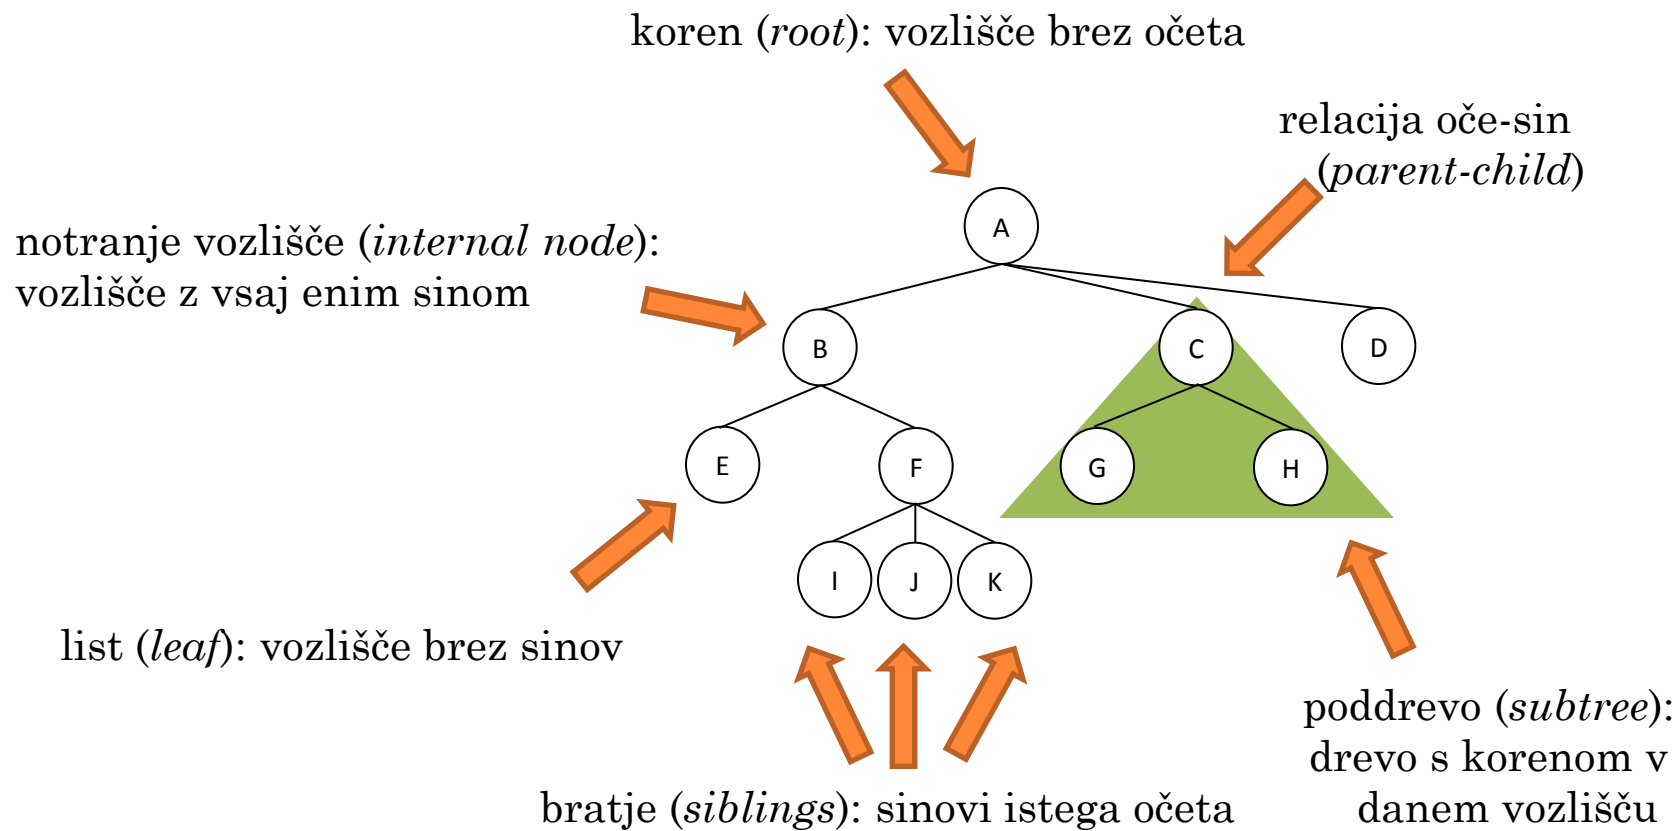 koren (root): vozlišče brez očeta
relacija oče-sin
(parent-child)
A
notranje vozlišče (internal node):
vozlišče z vsaj enim sinom
B
C
D
E
F
G
H
I
J
K
list (leaf): vozlišče brez sinov
poddrevo (subtree):
drevo s korenom v
danem vozlišču
bratje (siblings): sinovi istega očeta